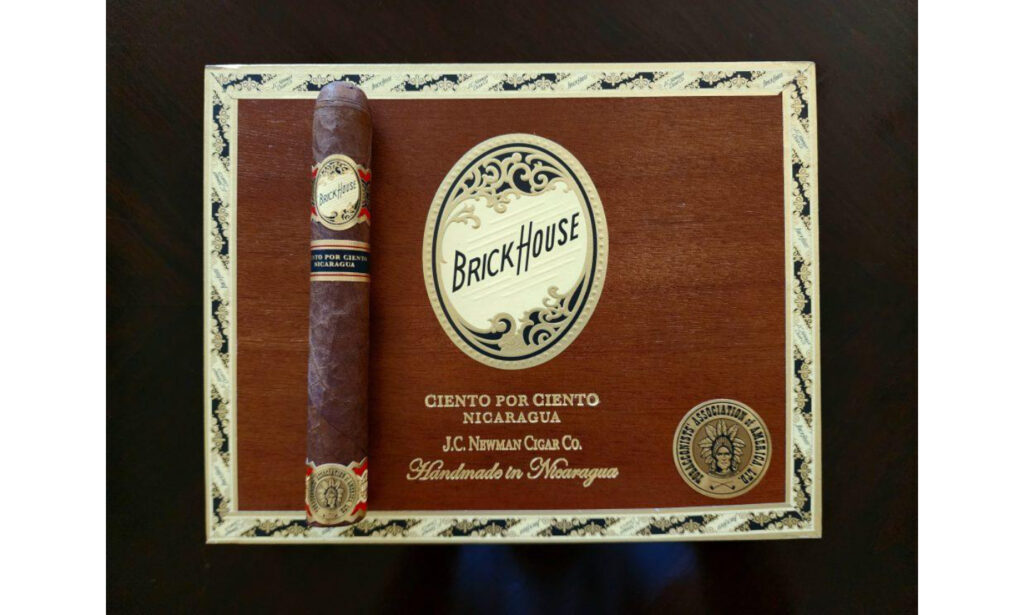 BRICK HOUSE
NTO POR CIENTO
NICARAGUA
BRICK HOUSE
CIENTO POR CIENTO
NICARAGUA
J.C. NEWMAN CIGAR CO.
Handmade in Nicaragua
TOBACCONISTS' ASSOCIATION of AMERICA LTD.